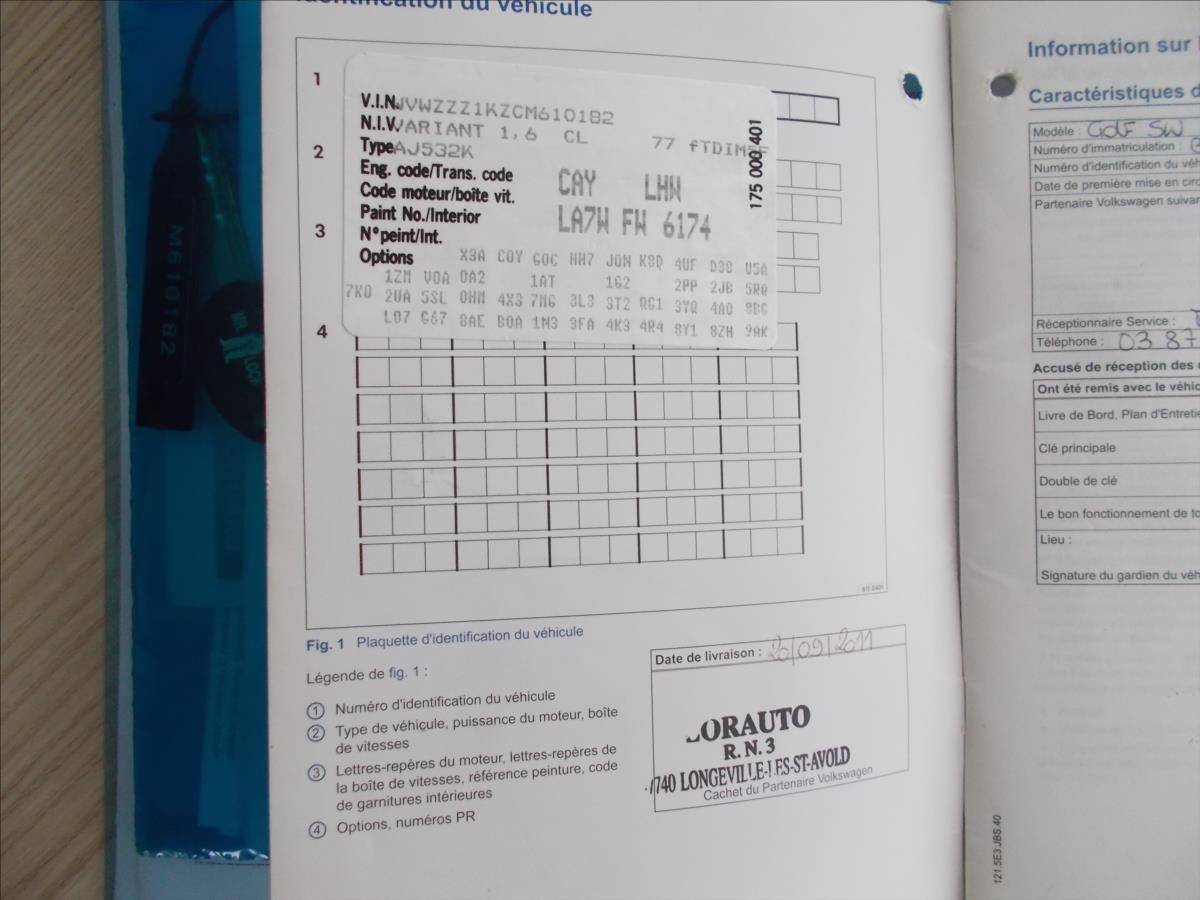 Identification du véhicule
1
V.I.N. JVWZZZ1KZCM610182
N.I.V. VARIANT 1,6 CL 77 fTDIM5F
2
Type AJ532K
175 000 401
Eng. code/Trans. code
Code moteur/boîte vit.
CAY LHW
Paint No./Interior
LA7W FW 6174
3
N°peint/Int.
Options
X3A C0Y G0C HH7 J0N K8D 4UF D38 U5A
1ZM V0A 0A2 1AT 1G2 2PP 2JB 5RQ
7K0 2UA 5SL 0HM 4X3 7MG 3L3 3T2 QG1 3YQ 4A0 8BG
L07 G67 8AE B0A 1N3 3FA 4K3 4R4 8Y1 8ZH 9AK
4
Fig. 1 Plaquette d'identification du véhicule
Légende de fig. 1 :
1 Numéro d'identification du véhicule
2 Type de véhicule, puissance du moteur, boîte
de vitesses
3 Lettres-repères du moteur, lettres-repères de
la boîte de vitesses, référence peinture, code
de garnitures intérieures
4 Options, numéros PR
Date de livraison : 20/09/2011
LORAUTO
R.N. 3
740 LONGEVILLE-LES-ST-AVOLD
Cachet du Partenaire Volkswagen
Information sur
Caractéristiques d
Modèle : GOLF SW
Numéro d'immatriculation :
Numéro d'identification du véh
Date de première mise en circ
Partenaire Volkswagen suivan
Réceptionnaire Service :
Téléphone : 03 87
Accusé de réception des
Ont été remis avec le véhic
Livre de Bord, Plan d'Entretie
Clé principale
Double de clé
Le bon fonctionnement de to
Lieu :
Signature du gardien du véh
121.5E3.JBS.40
M610182
MR
LOCK